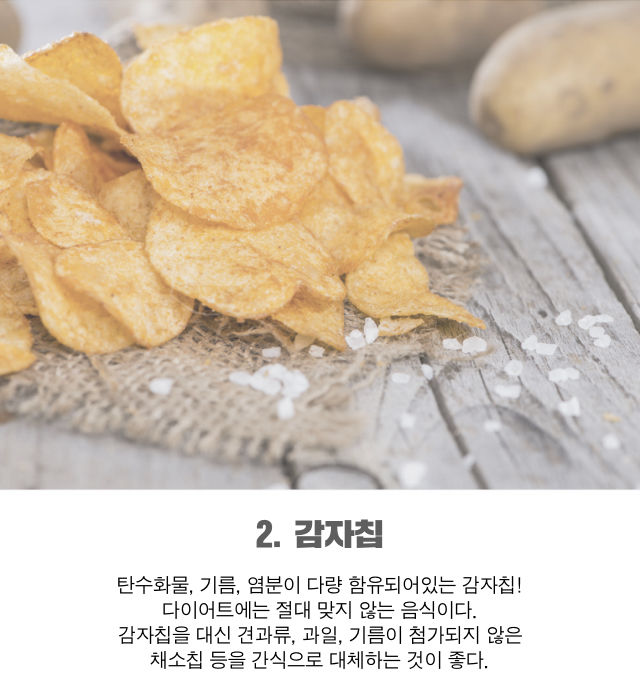 2. 감자칩
탄수화물, 기름, 염분이 다량 함유되어있는 감자칩!
다이어트에는 절대 맞지 않는 음식이다.
감자칩을 대신 견과류, 과일, 기름이 첨가되지 않은
채소칩 등을 간식으로 대체하는 것이 좋다.